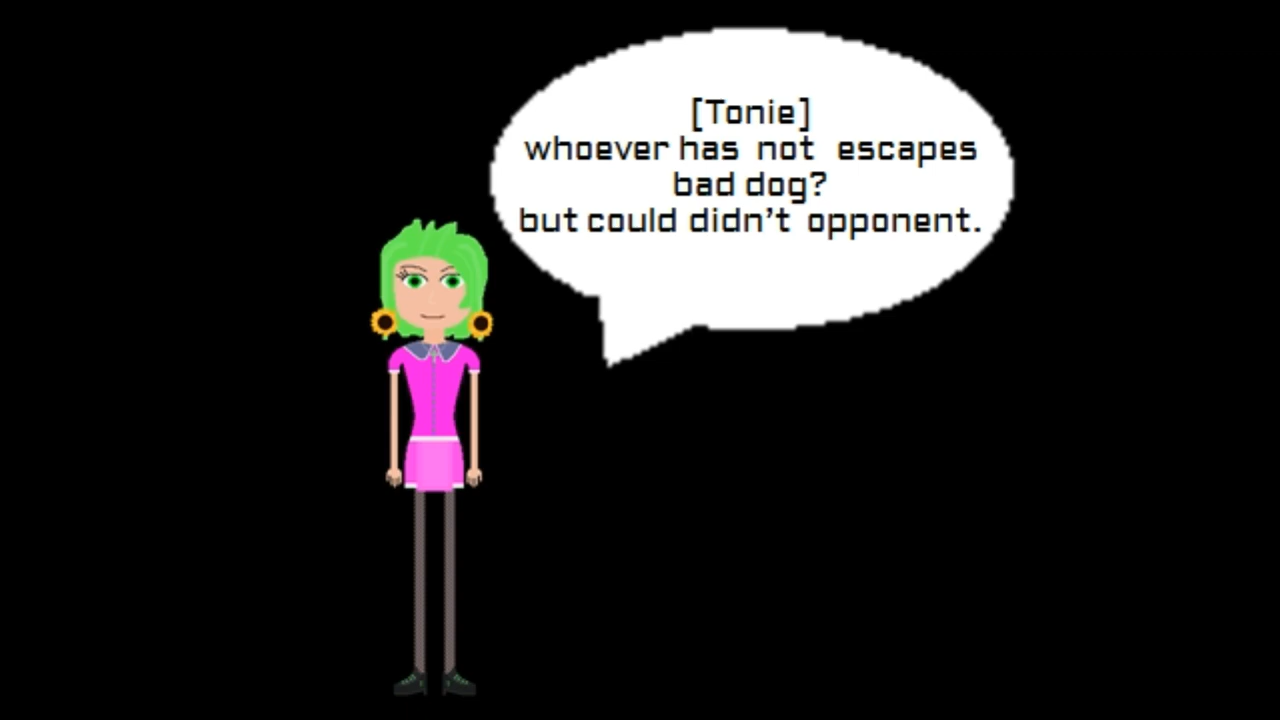 [Tonie]
whoever has not escapes
bad dog?
but could didn't opponent.